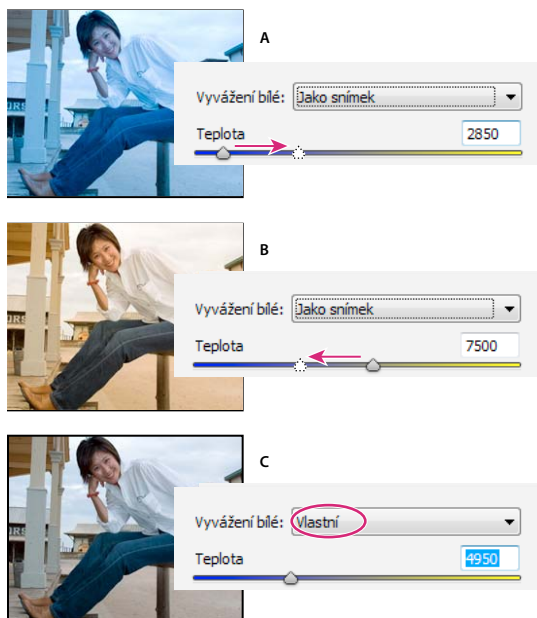 A
Vyvážení bílé: Jako snímek
Teplota 2850
B
Vyvážení bílé: Jako snímek
Teplota 7500
C
Vyvážení bílé: Vlastní
Teplota 4950